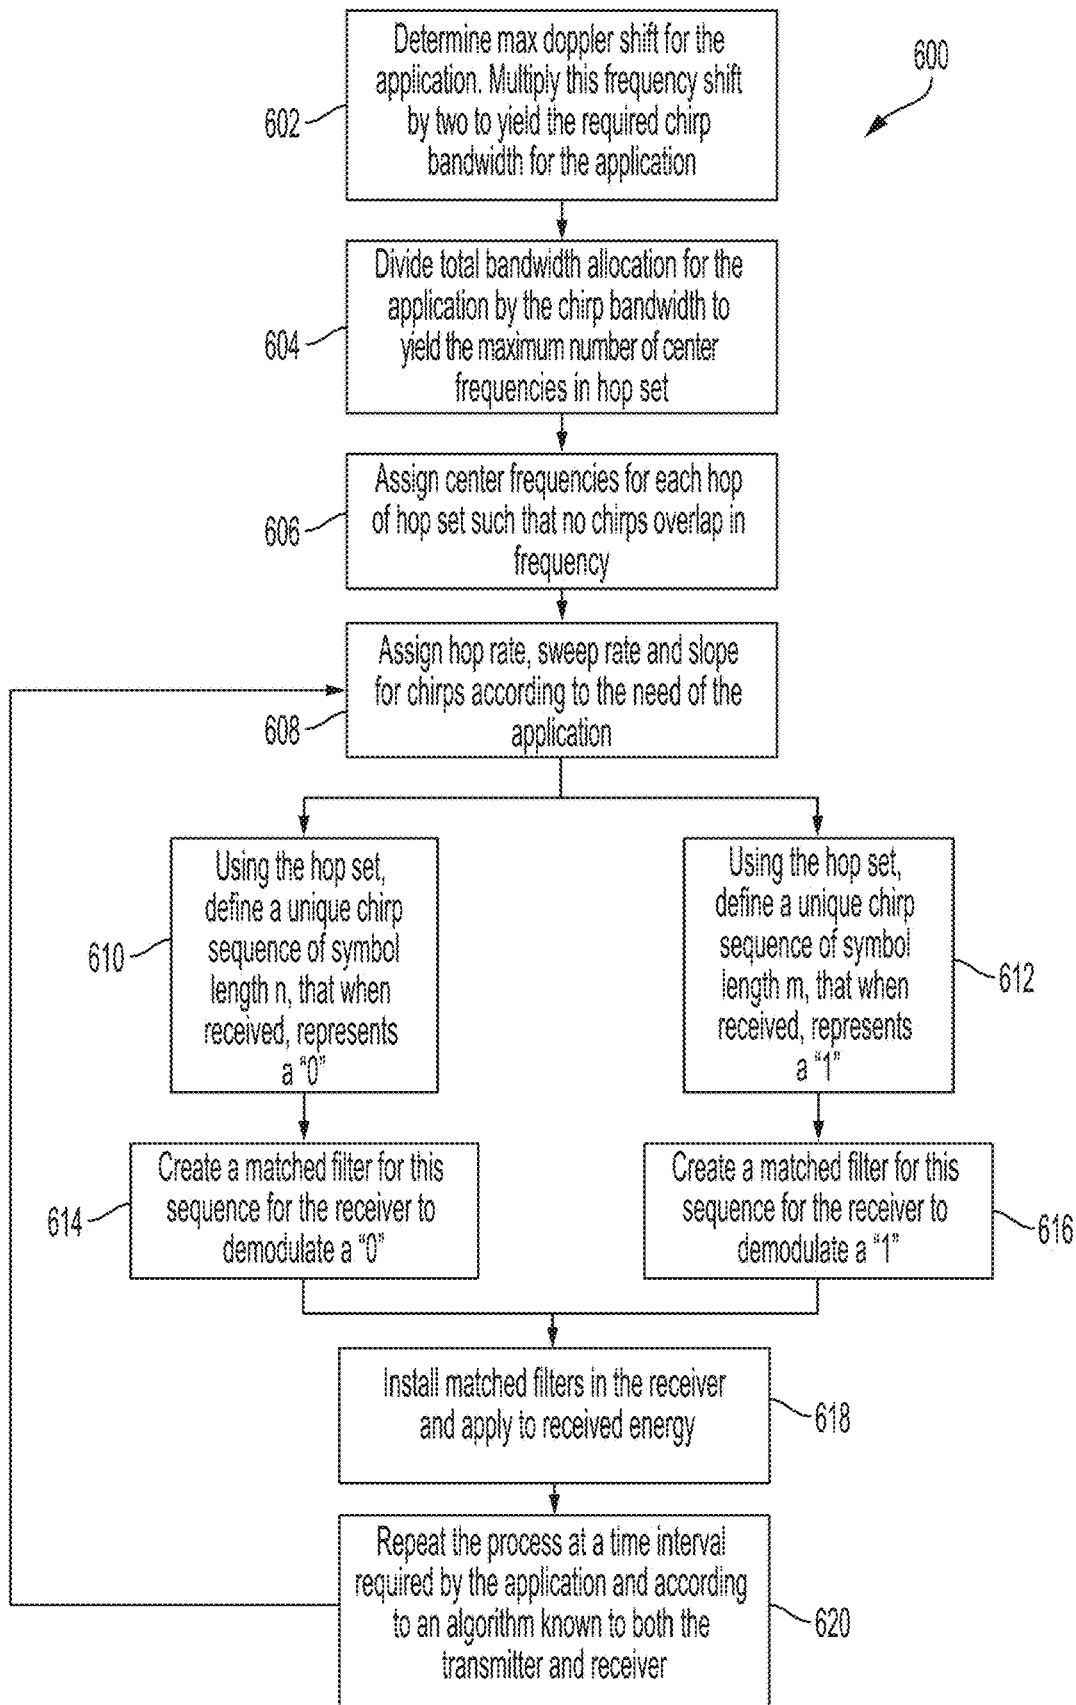 Determine max doppler shift for the
application. Multiply this frequency shift
by two to yield the required chirp
bandwidth for the application
600
602
Divide total bandwidth allocation for the
application by the chirp bandwidth to
yield the maximum number of center
frequencies in hop set
604
Assign center frequencies for each hop
of hop set such that no chirps overlap in
frequency
606
Assign hop rate, sweep rate and slope
for chirps according to the need of the
application
608
Using the hop set,
define a unique chirp
sequence of symbol
length n, that when
received, represents
a "0"
610
Using the hop set,
define a unique chirp
sequence of symbol
length m, that when
received, represents
a "1"
612
Create a matched filter for this
sequence for the receiver to
demodulate a "0"
614
Create a matched filter for this
sequence for the receiver to
demodulate a "1"
616
Install matched filters in the receiver
and apply to received energy
618
Repeat the process at a time interval
required by the application and according
to an algorithm known to both the
transmitter and receiver
620